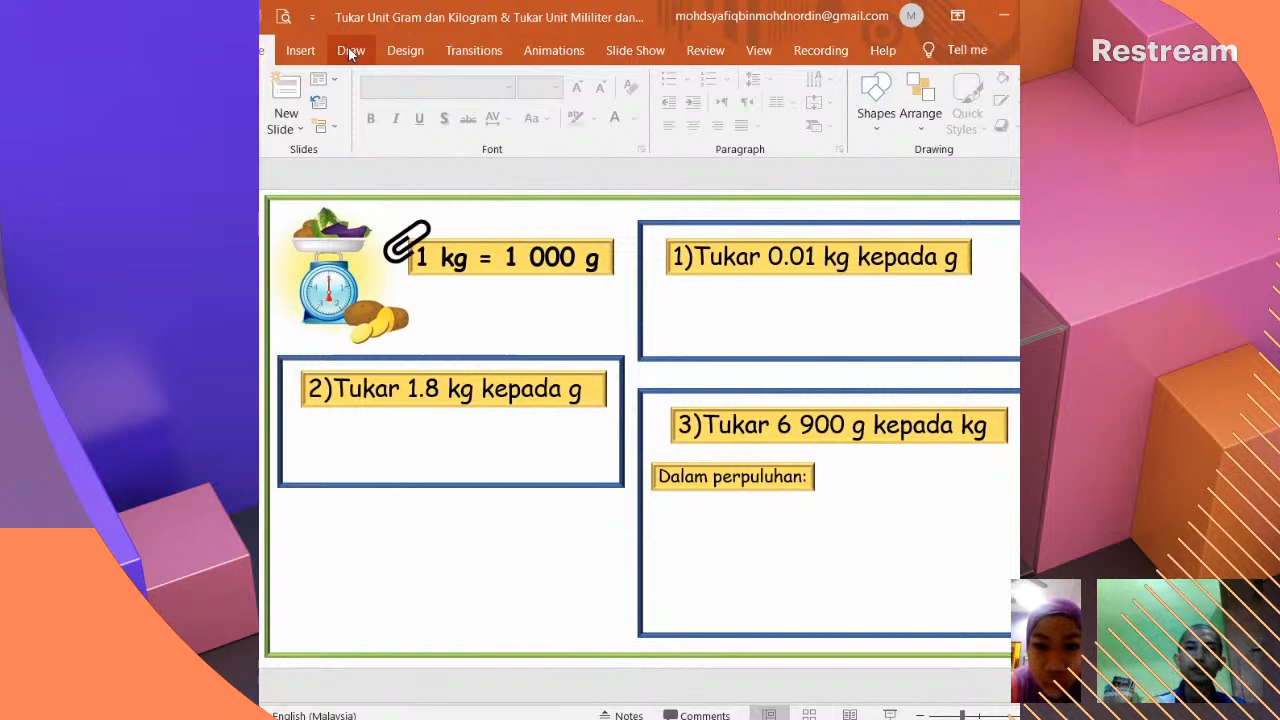 Tukar Unit Gram dan Kilogram & Tukar Unit Mililiter dan...
mohdsyafiqbinmohdnordin@gmail.com
M
Insert Draw Design Transitions Animations Slide Show Review View Recording Help Tell me
Restream
New Slide
Slides
B I U S abc AV Aa A
Font
Paragraph
Shapes Arrange Quick Styles
Drawing
1 kg = 1 000 g
1)Tukar 0.01 kg kepada g
2)Tukar 1.8 kg kepada g
3)Tukar 6 900 g kepada kg
Dalam perpuluhan:
English (Malaysia)
Notes Comments